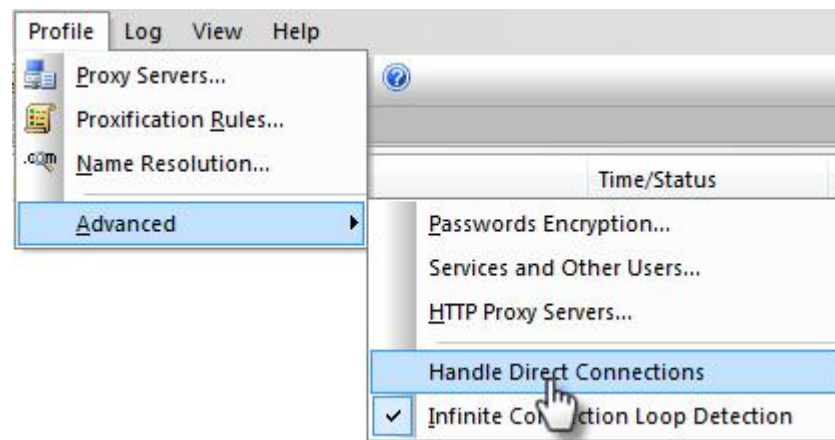 Profile Log View Help
Proxy Servers...
Proxification Rules...
.com Name Resolution...
Time/Status
Advanced
Passwords Encryption...
Services and Other Users...
HTTP Proxy Servers...
Handle Direct Connections
Infinite Connection Loop Detection